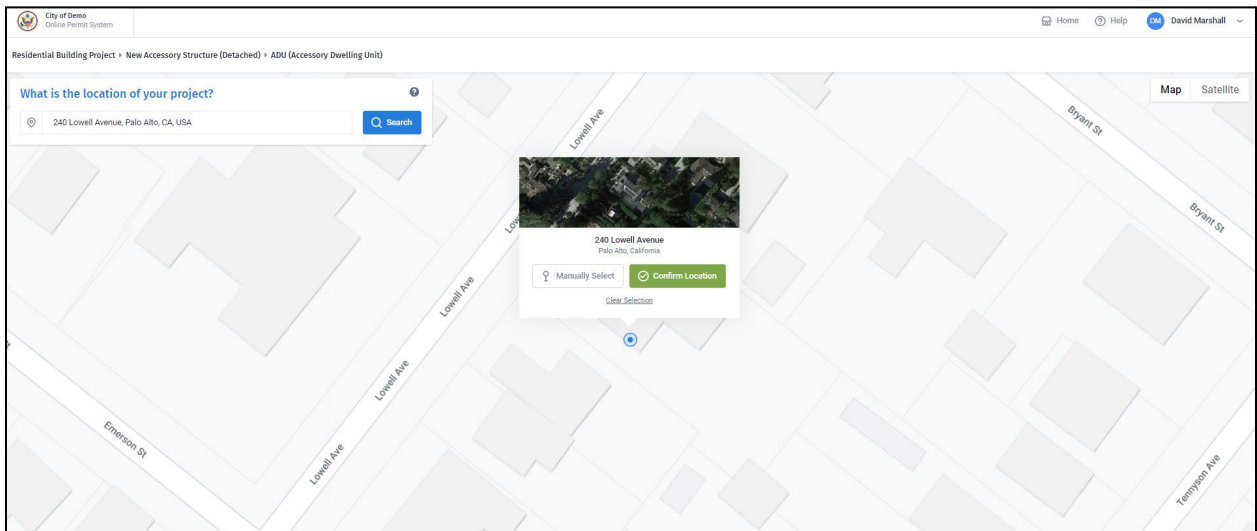 City of Demo
Online Permit System
Home
Help
DM
David Marshall
Residential Building Project ▸ New Accessory Structure (Detached) ▸ ADU (Accessory Dwelling Unit)
What is the location of your project?
240 Lowell Avenue, Palo Alto, CA, USA
Search
Map
Satellite
Lowell Ave
Bryant St
Bryant St
240 Lowell Avenue
Palo Alto, California
Manually Select
Confirm Location
Clear Selection
Lowell Ave
Lowell Ave
Emerson St
Lowell Ave
Tennyson Ave